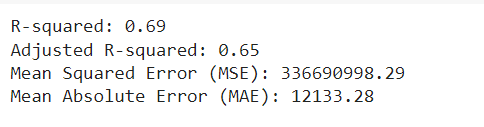 R-squared: 0.69
Adjusted R-squared: 0.65
Mean Squared Error (MSE): 336690998.29
Mean Absolute Error (MAE): 12133.28